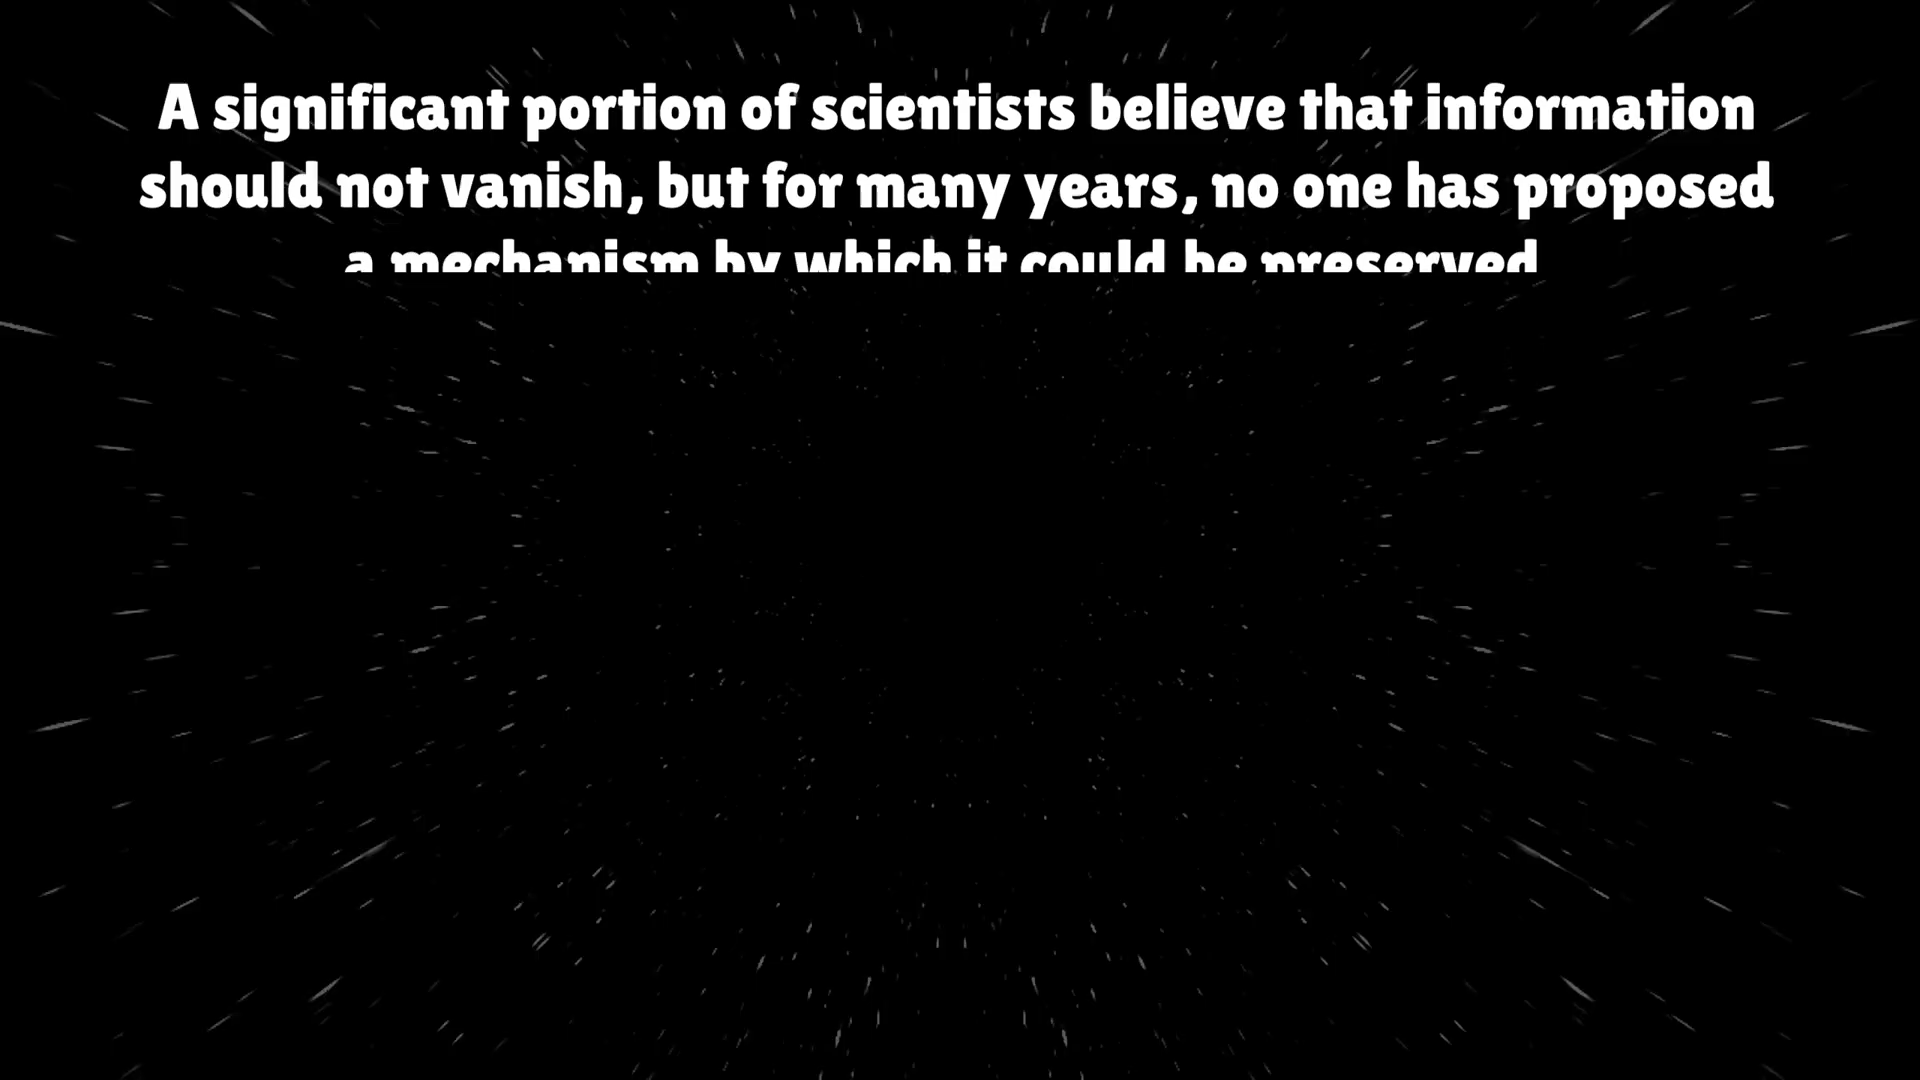 A significant portion of scientists believe that information
should not vanish, but for many years, no one has proposed
a mechanism by which it could be preserved